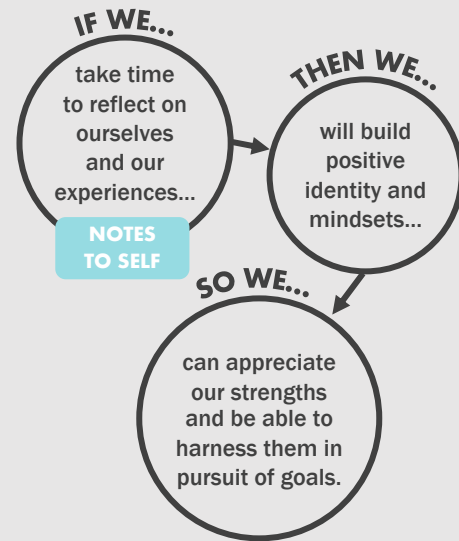 IF WE...
take time
to reflect on
ourselves
and our
experiences...
NOTES
TO SELF
THEN WE...
will build
positive
identity and
mindsets...
SO WE...
can appreciate
our strengths
and be able to
harness them in
pursuit of goals.